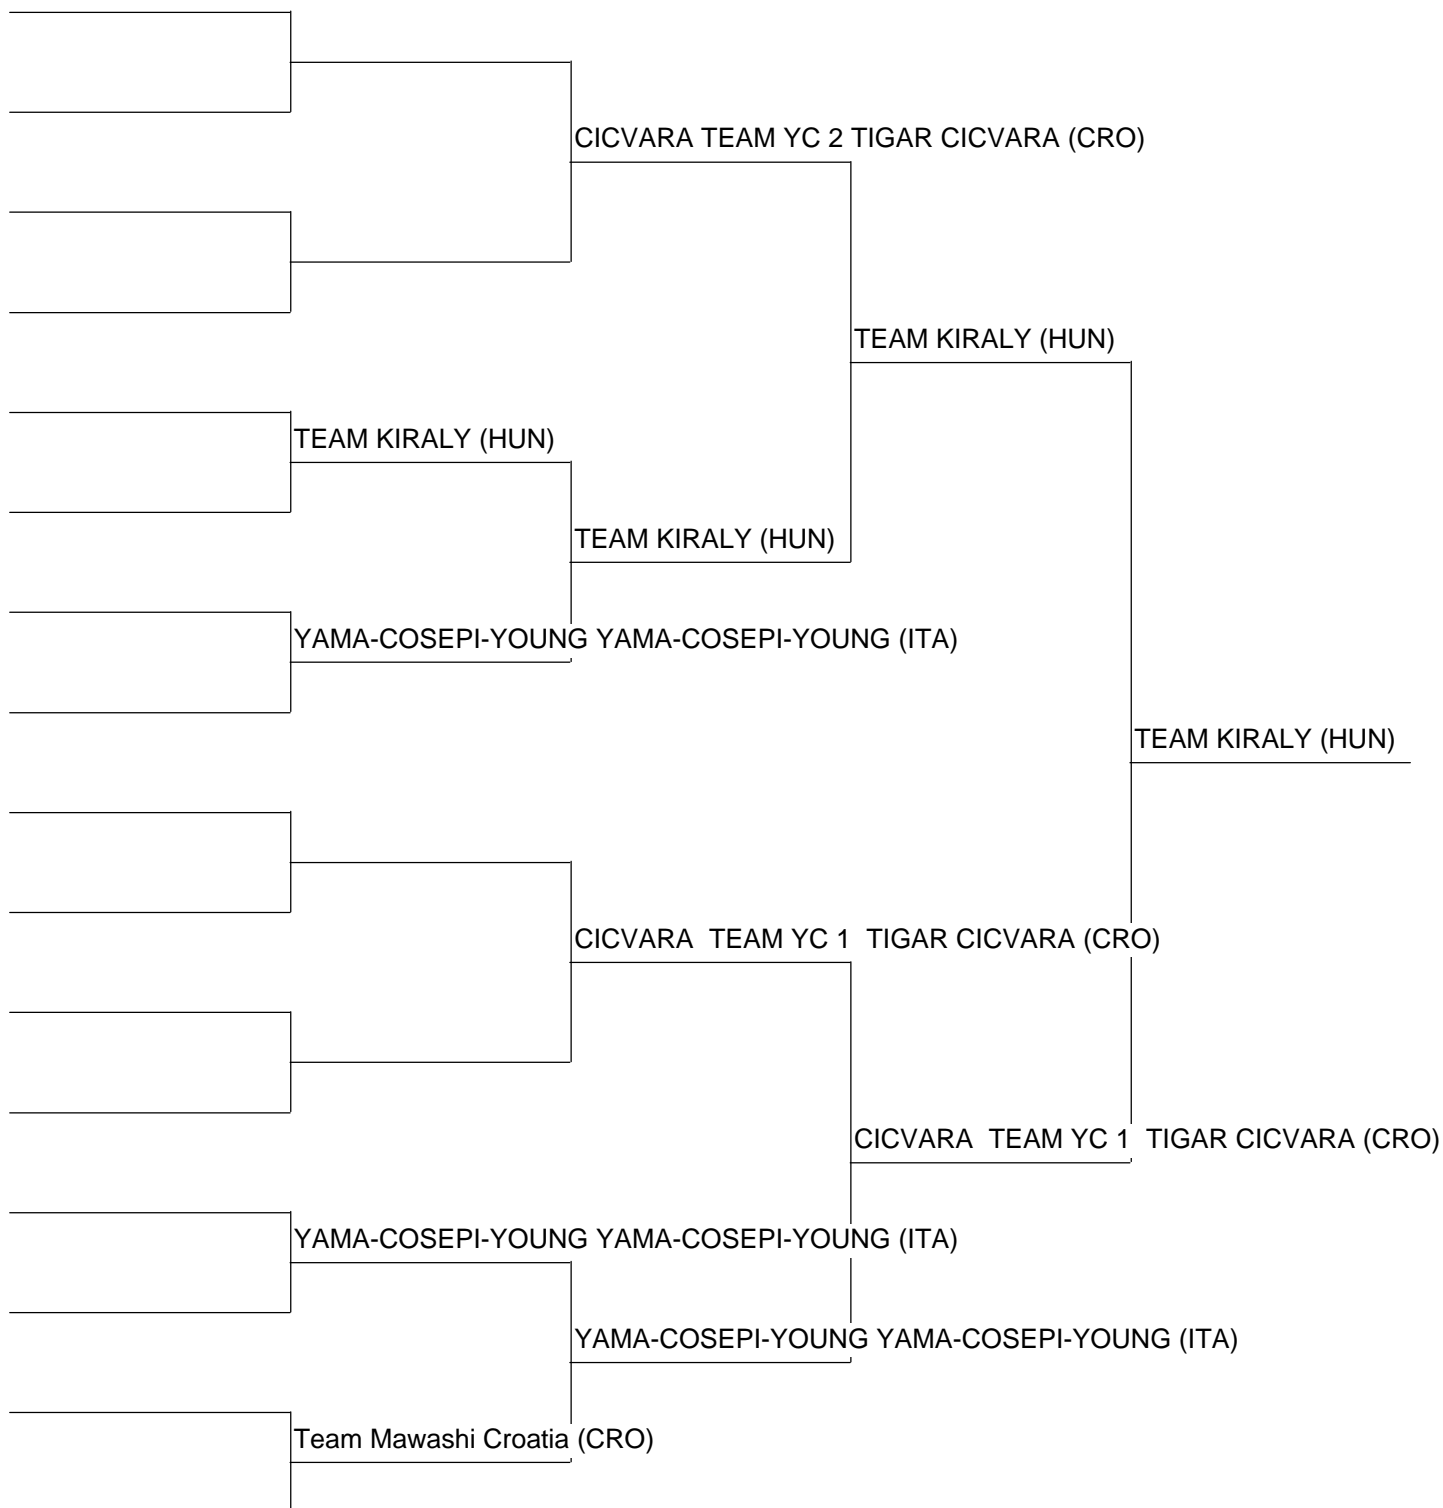 CICVARA TEAM YC 2 TIGAR CICVARA (CRO)
TEAM KIRALY (HUN)
TEAM KIRALY (HUN)
TEAM KIRALY (HUN)
YAMA-COSEPI-YOUNG YAMA-COSEPI-YOUNG (ITA)
TEAM KIRALY (HUN)
CICVARA  TEAM YC 1  TIGAR CICVARA (CRO)
CICVARA  TEAM YC 1  TIGAR CICVARA (CRO)
YAMA-COSEPI-YOUNG YAMA-COSEPI-YOUNG (ITA)
YAMA-COSEPI-YOUNG YAMA-COSEPI-YOUNG (ITA)
Team Mawashi Croatia (CRO)